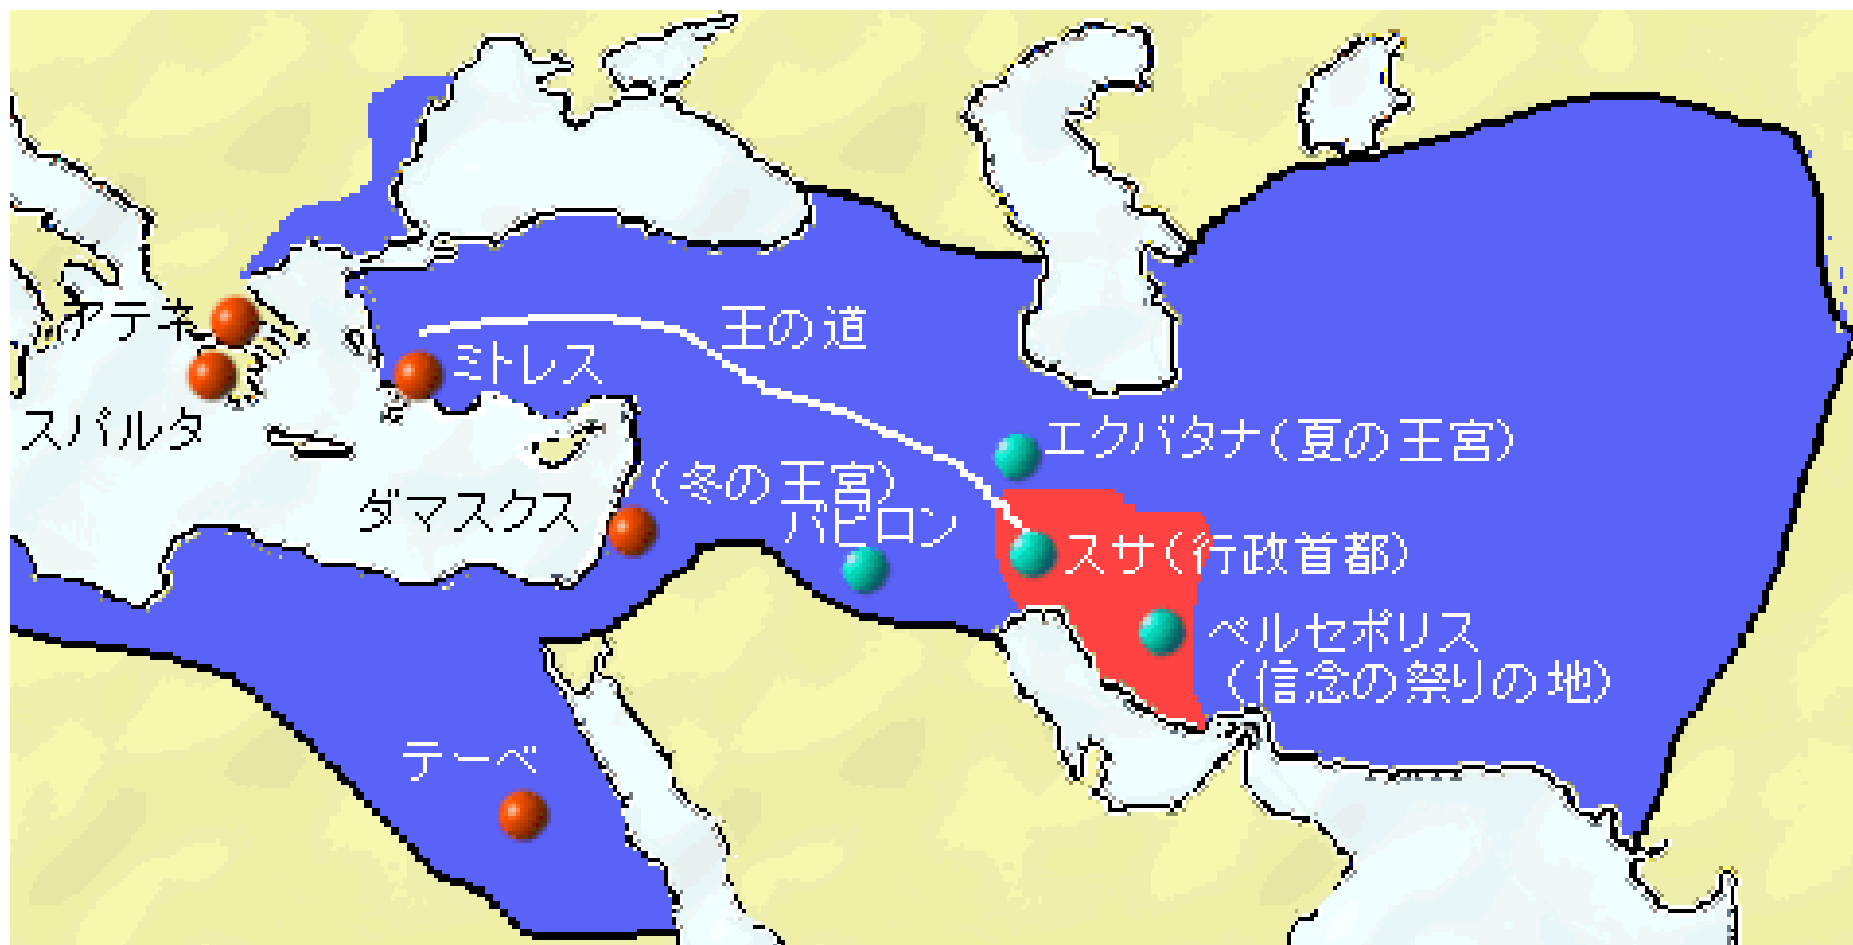 アテネ
王の道
ミトレス
スパルタ
エクバタナ(夏の王宮)
(冬の王宮)
バビロン
ダマスクス
スサ(行政首都)
ペルセポリス
(信念の祭りの地)
テーベ